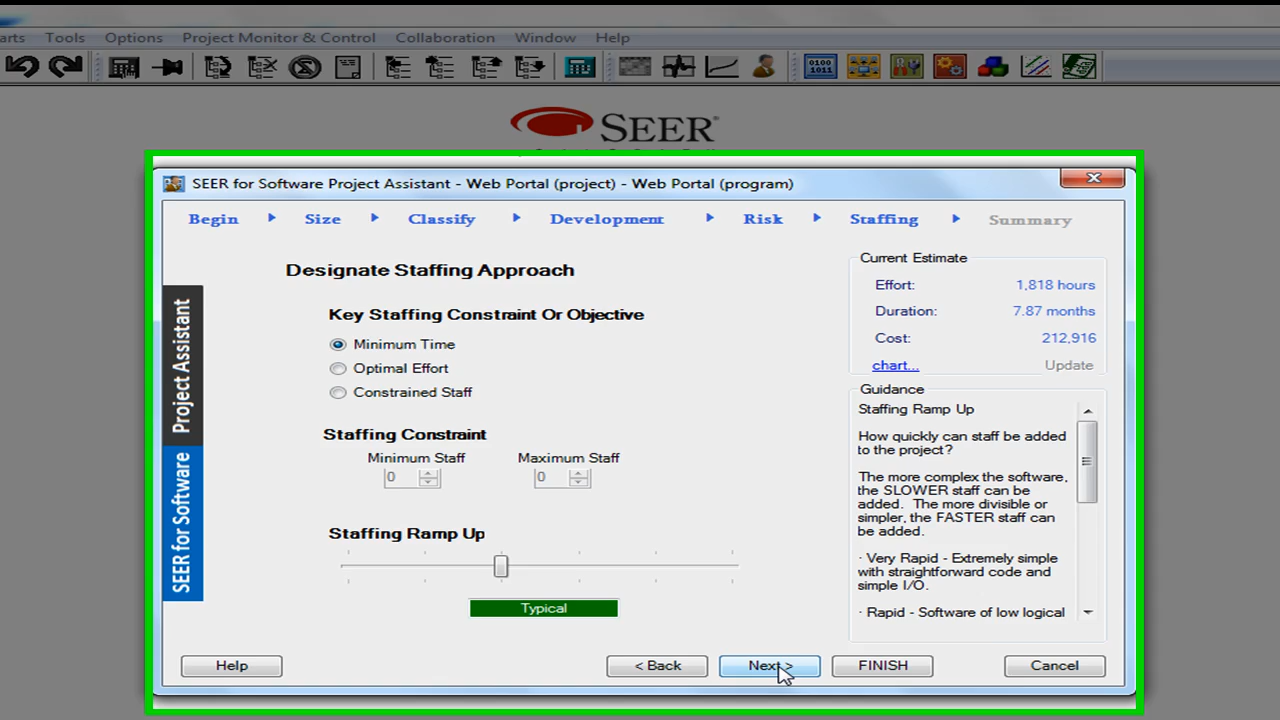 arts Tools Options Project Monitor & Control Collaboration Window Help
0100
1011
SEER®
SEER for Software Project Assistant - Web Portal (project) - Web Portal (program)
Begin Size Classify Development Risk Staffing Summary
Designate Staffing Approach
Key Staffing Constraint Or Objective
Minimum Time
Optimal Effort
Constrained Staff
Staffing Constraint
Minimum Staff Maximum Staff
0 0
Staffing Ramp Up
Typical
SEER for Software Project Assistant
Current Estimate
Effort: 1,818 hours
Duration: 7.87 months
Cost: 212,916
chart... Update
Guidance
Staffing Ramp Up
How quickly can staff be added
to the project?
The more complex the software,
the SLOWER staff can be
added. The more divisible or
simpler, the FASTER staff can
be added.
· Very Rapid - Extremely simple
with straightforward code and
simple I/O.
· Rapid - Software of low logical
Help < Back Next > FINISH Cancel